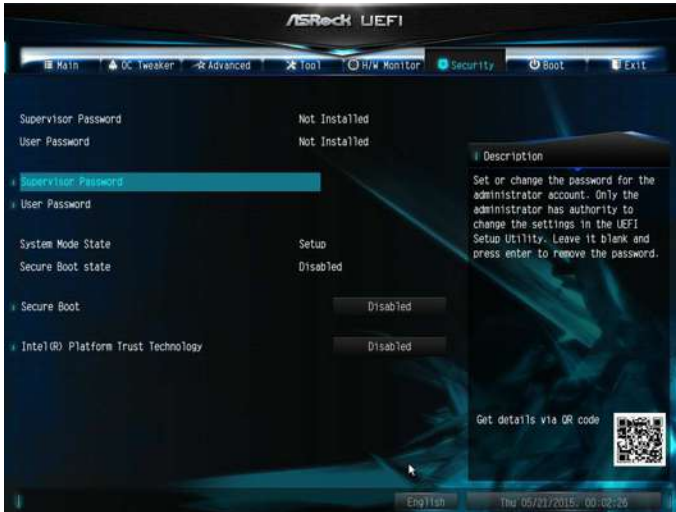 ASRock UEFI
Main OC Tweaker Advanced Tool H/W Monitor Security Boot Exit
Supervisor Password Not Installed
User Password Not Installed
Supervisor Password
User Password
System Mode State Setup
Secure Boot state Disabled
Secure Boot Disabled
Intel(R) Platform Trust Technology Disabled
Description
Set or change the password for the
administrator account. Only the
administrator has authority to
change the settings in the UEFI
Setup Utility. Leave it blank and
press enter to remove the password.
Get details via QR code
English Thu 05/21/2015. 00:02:26